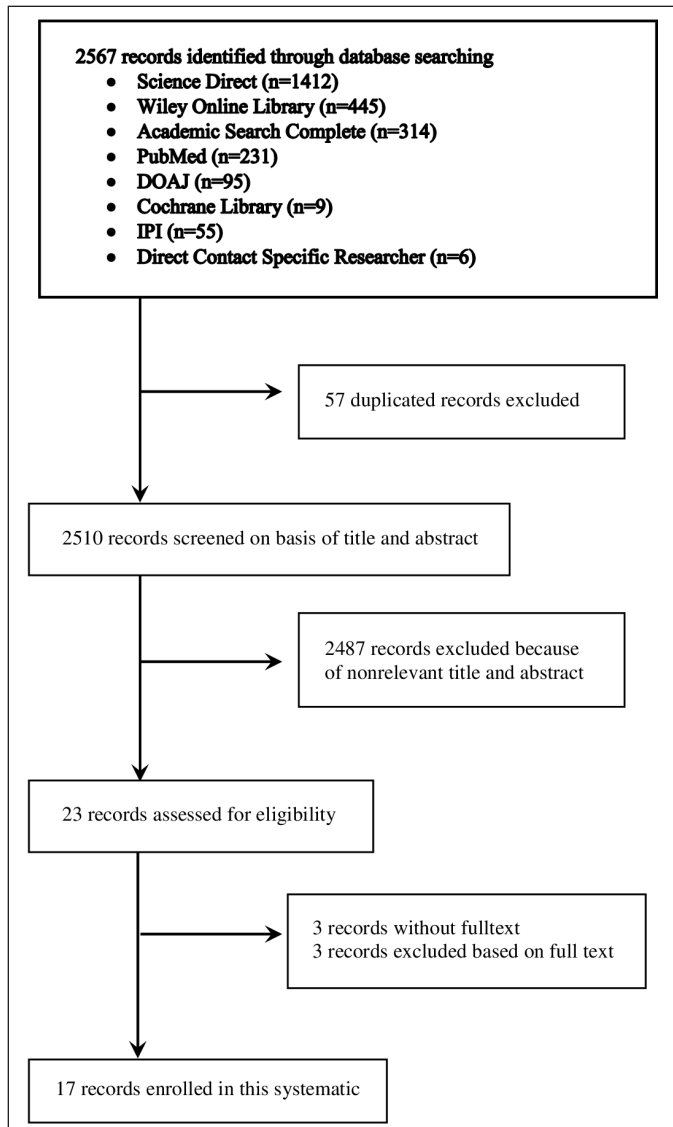 2567 records identified through database searching
● Science Direct (n=1412)
● Wiley Online Library (n=445)
● Academic Search Complete (n=314)
● PubMed (n=231)
● DOAJ (n=95)
● Cochrane Library (n=9)
● IPI (n=55)
● Direct Contact Specific Researcher (n=6)
57 duplicated records excluded
2510 records screened on basis of title and abstract
2487 records excluded because
of nonrelevant title and abstract
23 records assessed for eligibility
3 records without fulltext
3 records excluded based on full text
17 records enrolled in this systematic